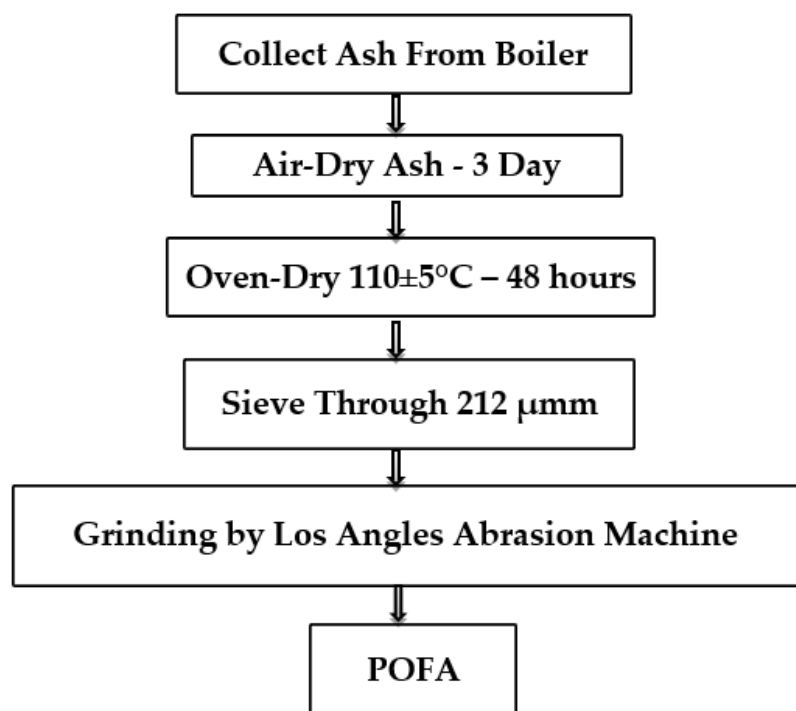 Collect Ash From Boiler
Air-Dry Ash - 3 Day
Oven-Dry 110±5°C – 48 hours
Sieve Through 212 µmm
Grinding by Los Angles Abrasion Machine
POFA